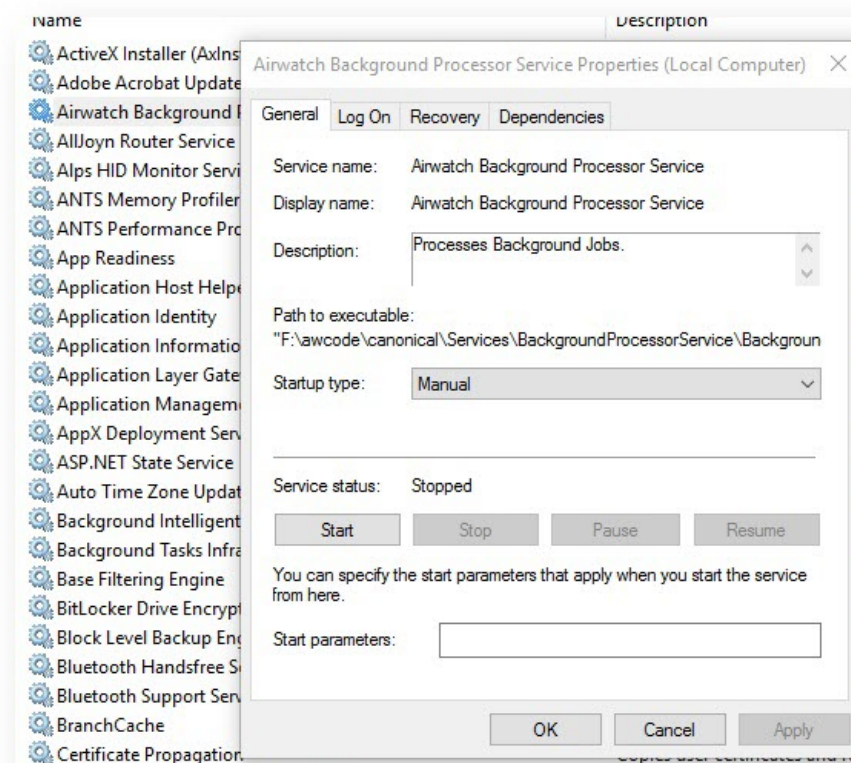 Name
Description
ActiveX Installer (AxIns
Adobe Acrobat Update
Airwatch Background P
AllJoyn Router Service
Alps HID Monitor Servi
ANTS Memory Profiler
ANTS Performance Pro
App Readiness
Application Host Helpe
Application Identity
Application Informatio
Application Layer Gate
Application Manageme
AppX Deployment Serv
ASP.NET State Service
Auto Time Zone Updat
Background Intelligent
Background Tasks Infra
Base Filtering Engine
BitLocker Drive Encrypt
Block Level Backup Eng
Bluetooth Handsfree Se
Bluetooth Support Serv
BranchCache
Certificate Propagation
Airwatch Background Processor Service Properties (Local Computer)
General Log On Recovery Dependencies
Service name: Airwatch Background Processor Service
Display name: Airwatch Background Processor Service
Description: Processes Background Jobs.
Path to executable:
"F:\awcode\canonical\Services\BackgroundProcessorService\Backgroun
Startup type: Manual
Service status: Stopped
Start Stop Pause Resume
You can specify the start parameters that apply when you start the service
from here.
Start parameters:
OK Cancel Apply
Copies user certificates and r